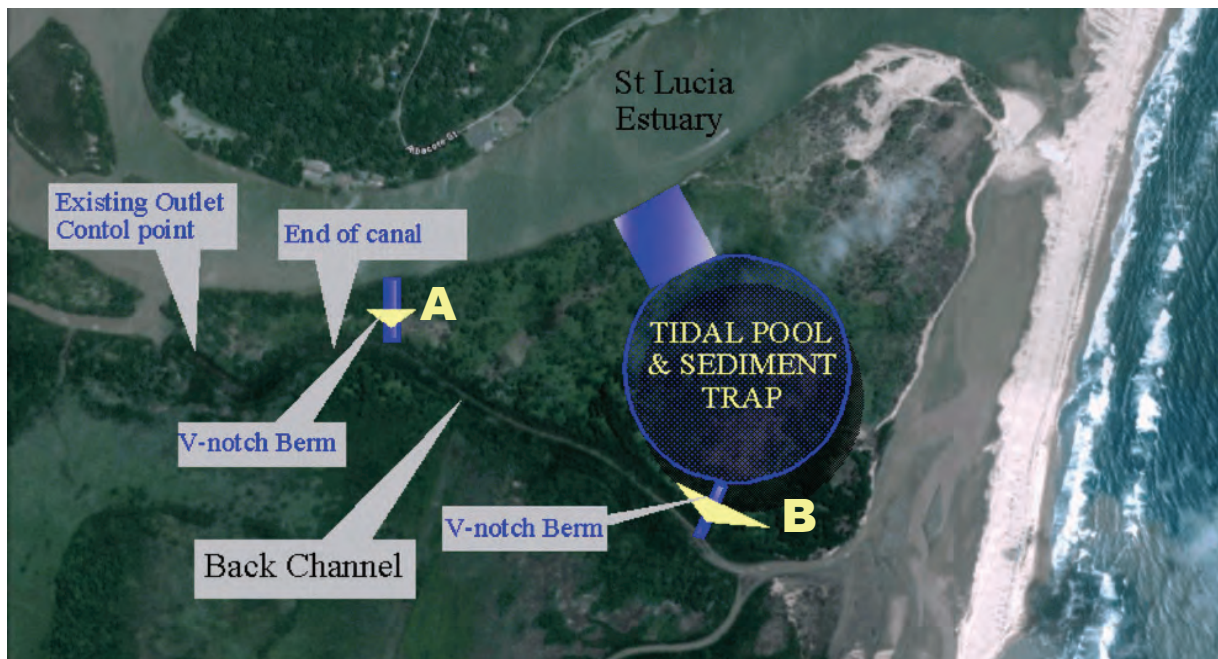 St Lucia
Estuary
Existing Outlet
Contol point
End of canal
A
TIDAL POOL
& SEDIMENT
TRAP
V-notch Berm
V-notch Berm
B
Back Channel